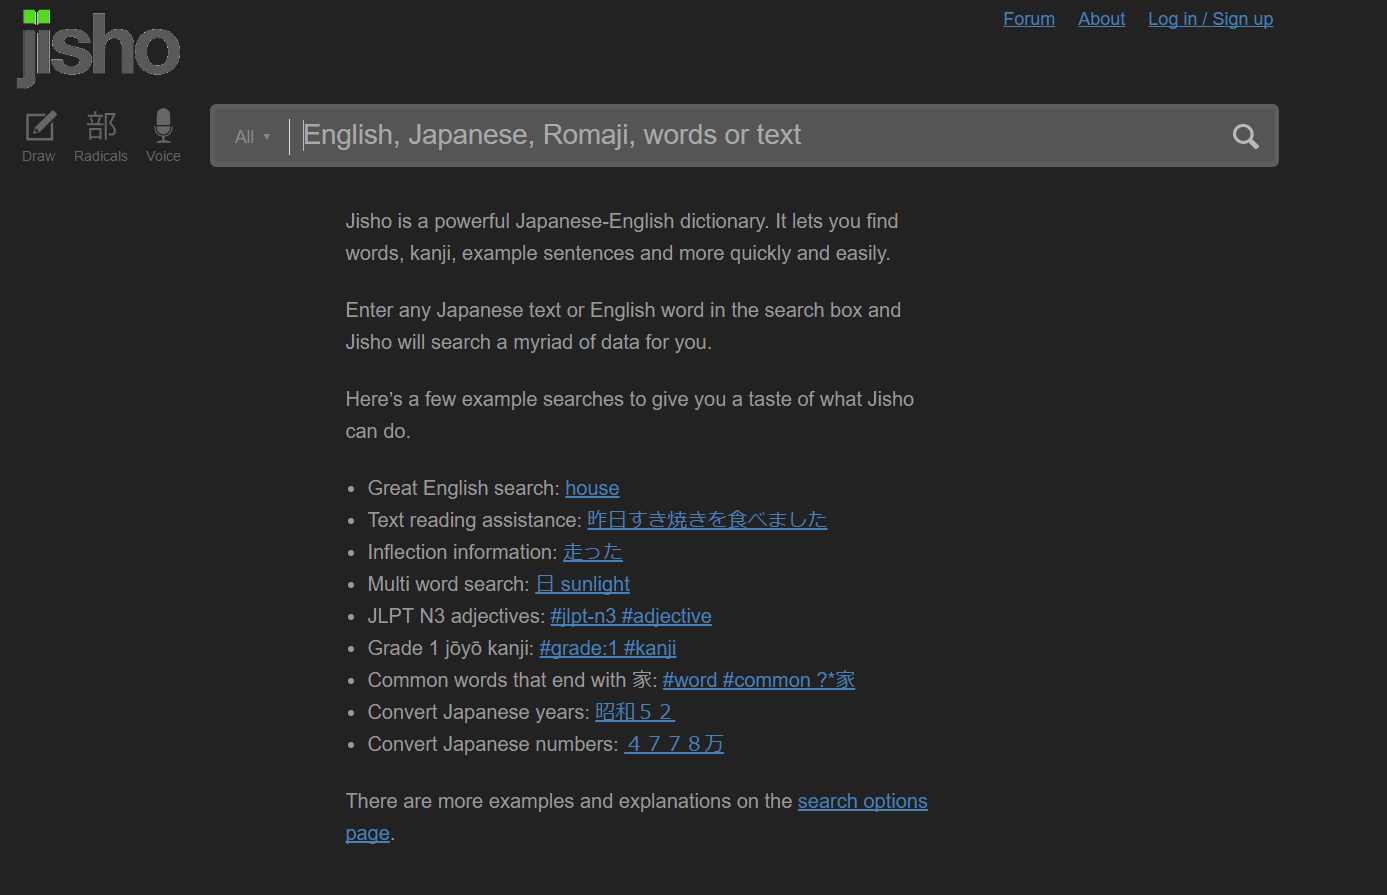 jisho
Forum About Log in / Sign up
Draw
部 Radicals
Voice
All ▾ English, Japanese, Romaji, words or text
Jisho is a powerful Japanese-English dictionary. It lets you find
words, kanji, example sentences and more quickly and easily.
Enter any Japanese text or English word in the search box and
Jisho will search a myriad of data for you.
Here’s a few example searches to give you a taste of what Jisho
can do.
• Great English search: house
• Text reading assistance: 昨日すき焼きを食べました
• Inflection information: 走った
• Multi word search: 日 sunlight
• JLPT N3 adjectives: #jlpt-n3 #adjective
• Grade 1 jōyō kanji: #grade:1 #kanji
• Common words that end with 家: #word #common ?*家
• Convert Japanese years: 昭和５２
• Convert Japanese numbers: ４７７８万
There are more examples and explanations on the search options
page.